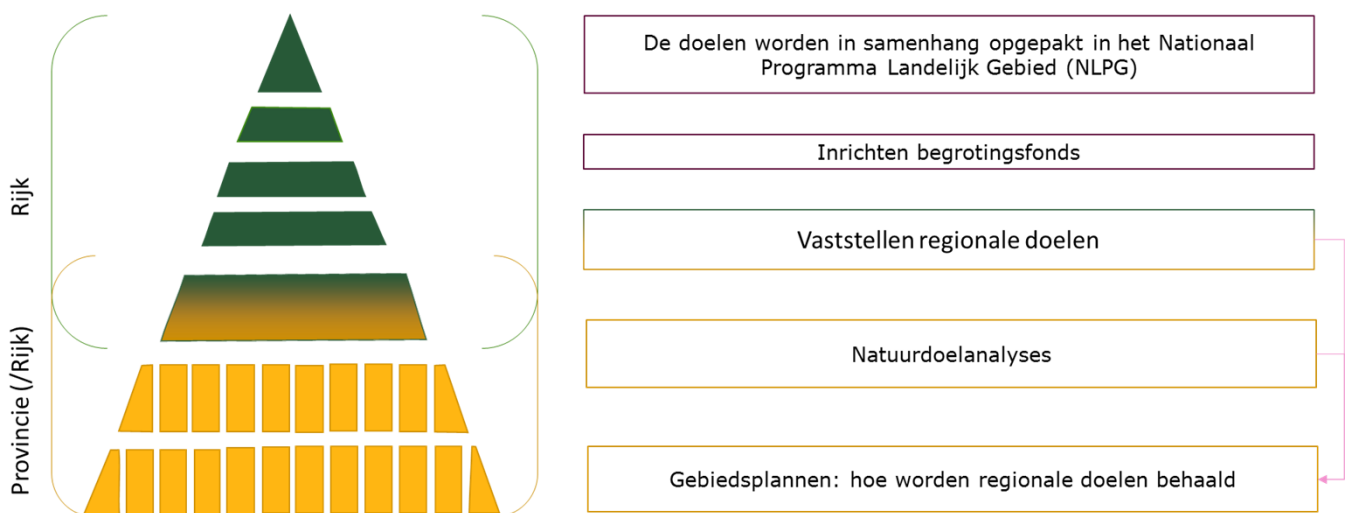 Rijk
Provincie (/Rijk)
De doelen worden in samenhang opgepakt in het Nationaal
Programma Landelijk Gebied (NLPG)
Inrichten begrotingsfonds
Vaststellen regionale doelen
Natuurdoelanalyses
Gebiedsplannen: hoe worden regionale doelen behaald